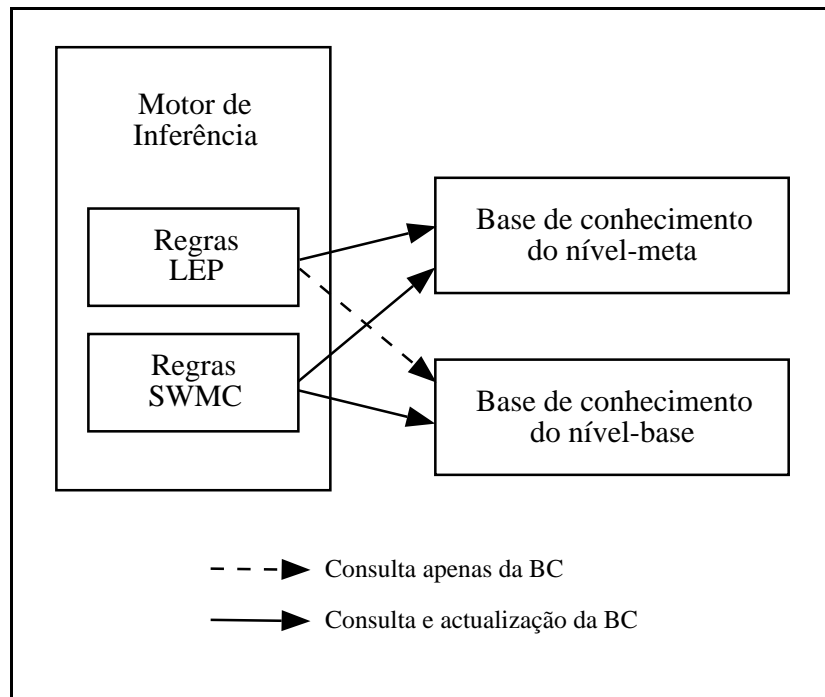 Motor de
Inferência
Regras
LEP
Regras
SWMC
Base de conhecimento
do nível-meta
Base de conhecimento
do nível-base
Consulta apenas da BC
Consulta e actualização da BC